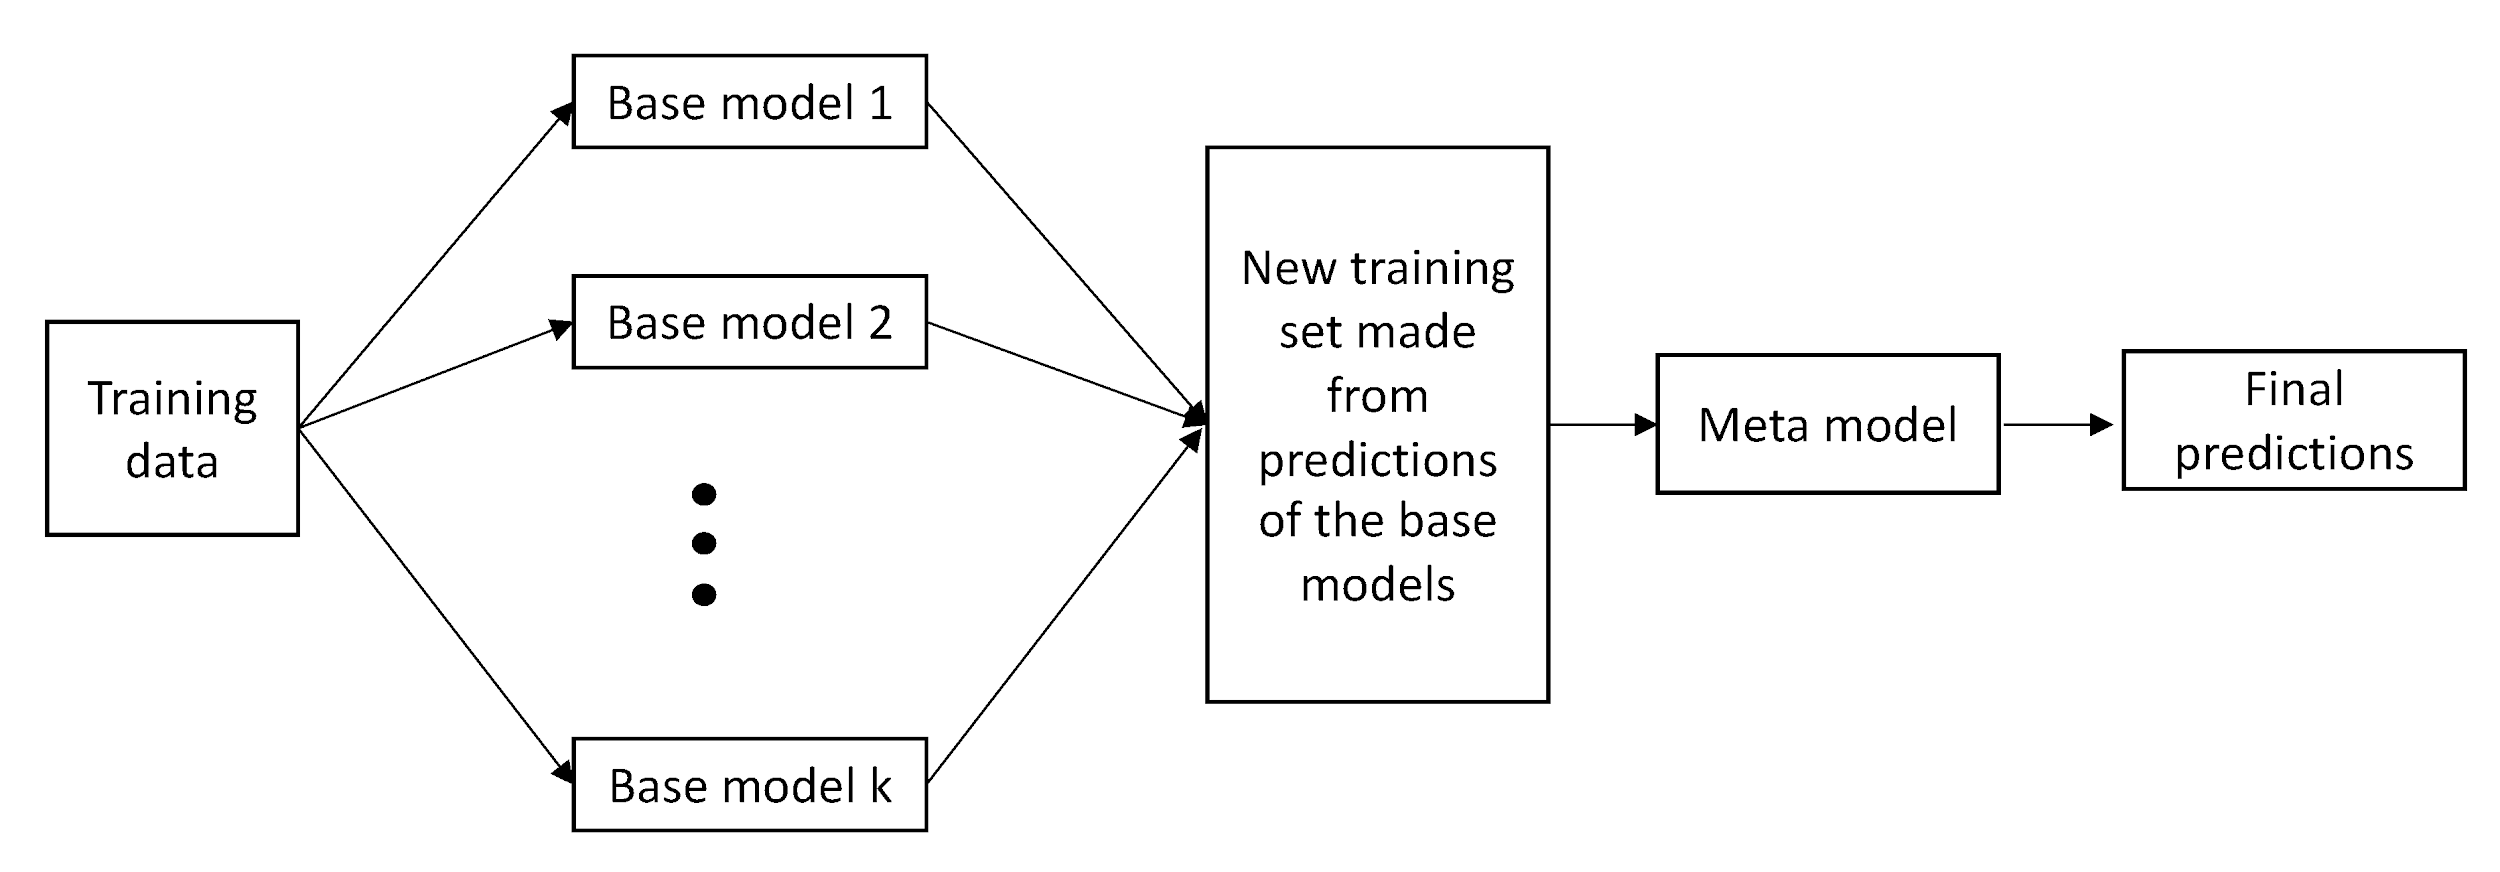 Base model 1
Base model 2
Training
data
Base model k
New training
set made
from
predictions
of the base
models
Meta model
Final
predictions